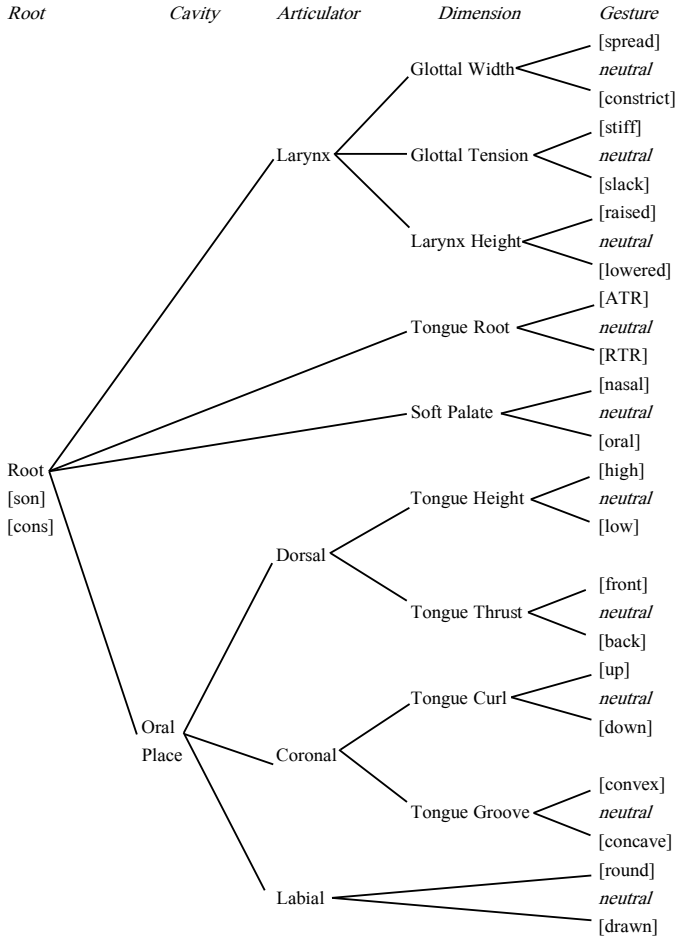 Root Cavity Articulator Dimension Gesture
[spread]
Glottal Width neutral
[constrict]
[stiff]
Larynx Glottal Tension neutral
[slack]
[raised]
Larynx Height neutral
[lowered]
[ATR]
Tongue Root neutral
[RTR]
[nasal]
Soft Palate neutral
[oral]
Root [high]
[son] Tongue Height neutral
[cons] [low]
Dorsal
[front]
Tongue Thrust neutral
[back]
[up]
Tongue Curl neutral
Oral [down]
Place Coronal
[convex]
Tongue Groove neutral
[concave]
[round]
Labial neutral
[drawn]